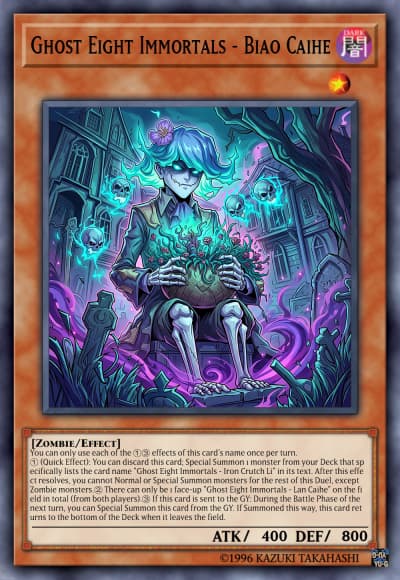 Ghost Eight Immortals - Biao Caihe
DARK
闇
[Zombie/Effect]
You can only use each of the ①③ effects of this card's name once per turn.
① (Quick Effect): You can discard this card; Special Summon 1 monster from your Deck that sp
ecifically lists the card name "Ghost Eight Immortals - Iron Crutch Li" in its text. After this effe
ct resolves, you cannot Normal or Special Summon monsters for the rest of this Duel, except
Zombie monsters.② There can only be 1 face-up "Ghost Eight Immortals - Lan Caihe" on the fi
eld in total (from both players).③ If this card is sent to the GY: During the Battle Phase of the
next turn, you can Special Summon this card from the GY. If Summoned this way, this card ret
urns to the bottom of the Deck when it leaves the field.
ATK/ 400 DEF/ 800
©1996 KAZUKI TAKAHASHI